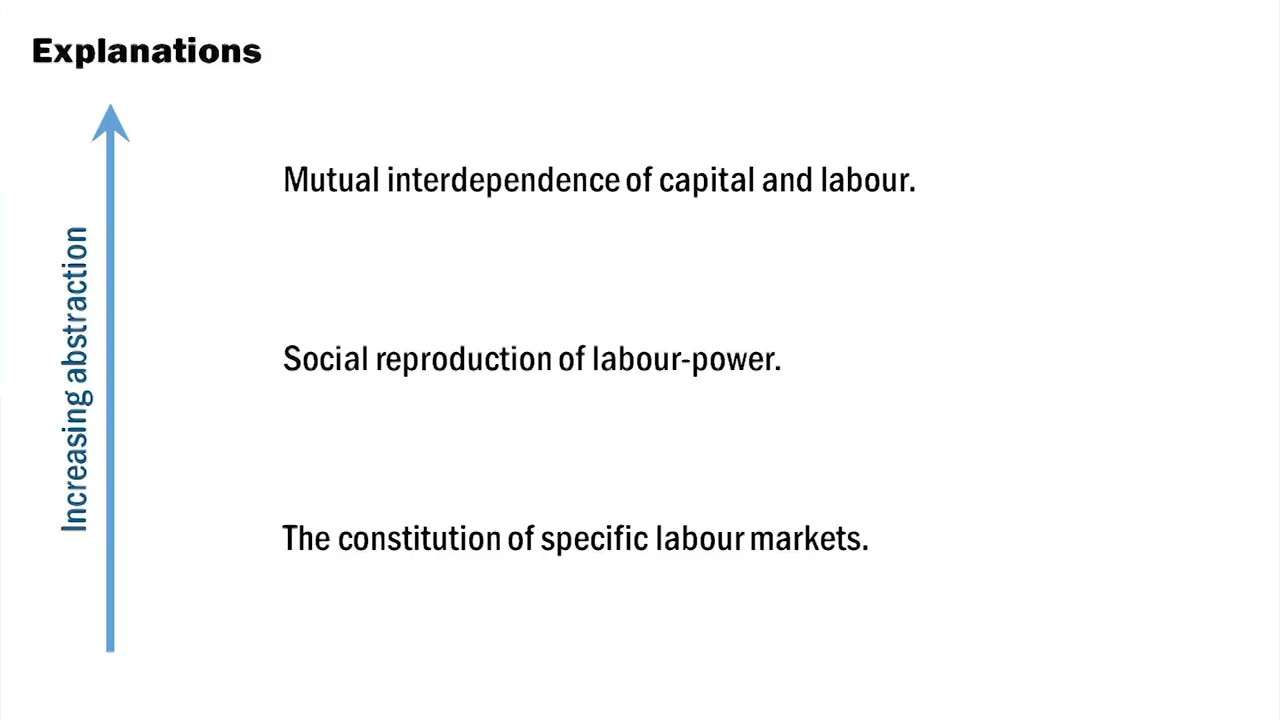 Explanations
Mutual interdependence of capital and labour.
Increasing abstraction
Social reproduction of labour-power.
The constitution of specific labour markets.